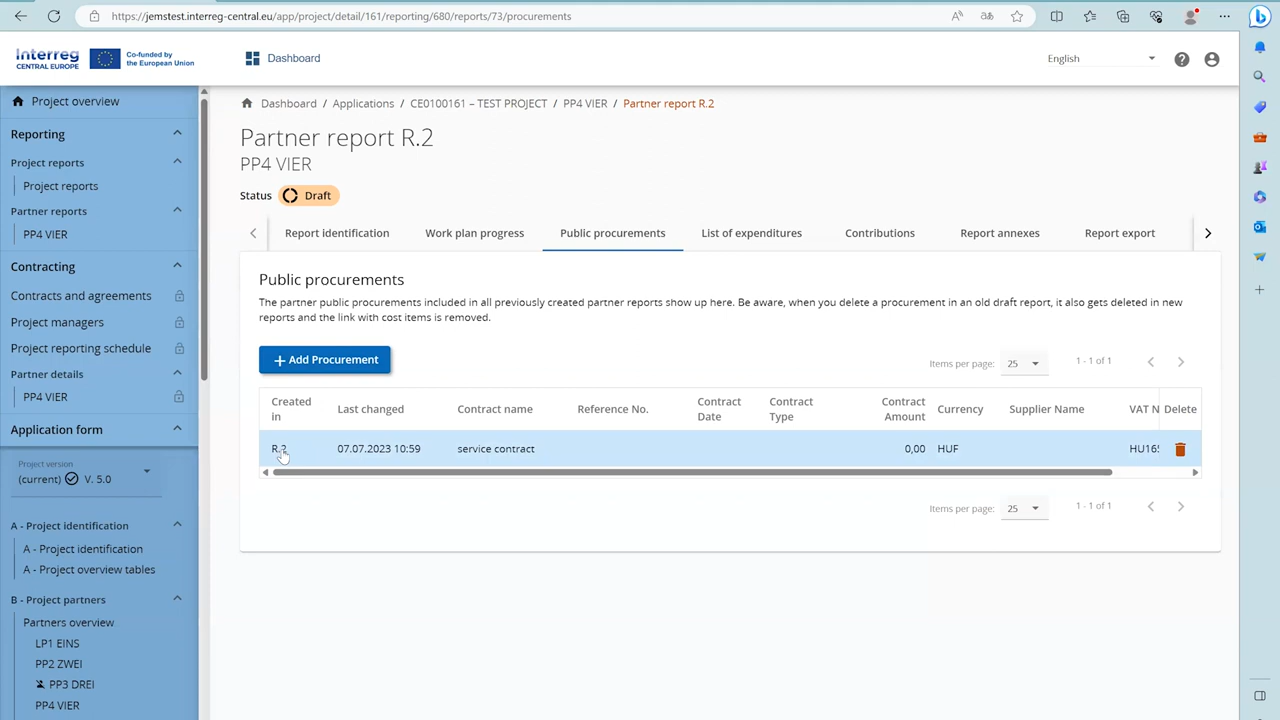 https://jemstest.interreg-central.eu/app/project/detail/161/reporting/680/reports/73/procurements
Interreg
CENTRAL EUROPE
Co-funded by
the European Union
Dashboard
English
Project overview
Reporting
Project reports
Project reports
Partner reports
PP4 VIER
Contracting
Contracts and agreements
Project managers
Project reporting schedule
Partner details
PP4 VIER
Application form
Project version
(current) V. 5.0
A - Project identification
A - Project identification
A - Project overview tables
B - Project partners
Partners overview
LP1 EINS
PP2 ZWEI
PP3 DREI
PP4 VIER
Dashboard / Applications / CE0100161 – TEST PROJECT / PP4 VIER / Partner report R.2
Partner report R.2
PP4 VIER
Status Draft
Report identification Work plan progress Public procurements List of expenditures Contributions Report annexes Report export
Public procurements
The partner public procurements included in all previously created partner reports show up here. Be aware, when you delete a procurement in an old draft report, it also gets deleted in new
reports and the link with cost items is removed.
+ Add Procurement
Items per page: 25 1 - 1 of 1
Created in Last changed Contract name Reference No. Contract Date Contract Type Contract Amount Currency Supplier Name VAT N Delete
R.2 07.07.2023 10:59 service contract 0,00 HUF HU165
Items per page: 25 1 - 1 of 1